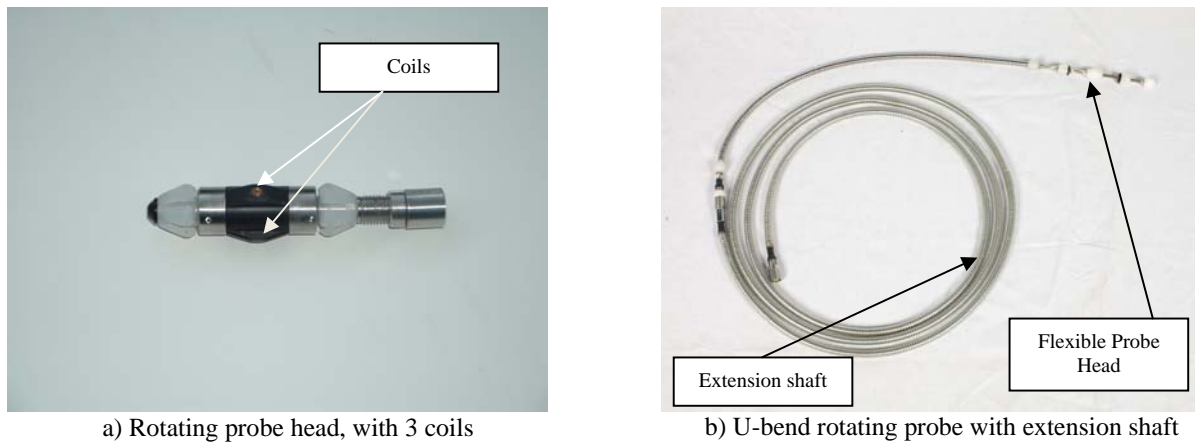 Coils
Extension shaft
Flexible Probe
Head
a) Rotating probe head, with 3 coils
b) U-bend rotating probe with extension shaft